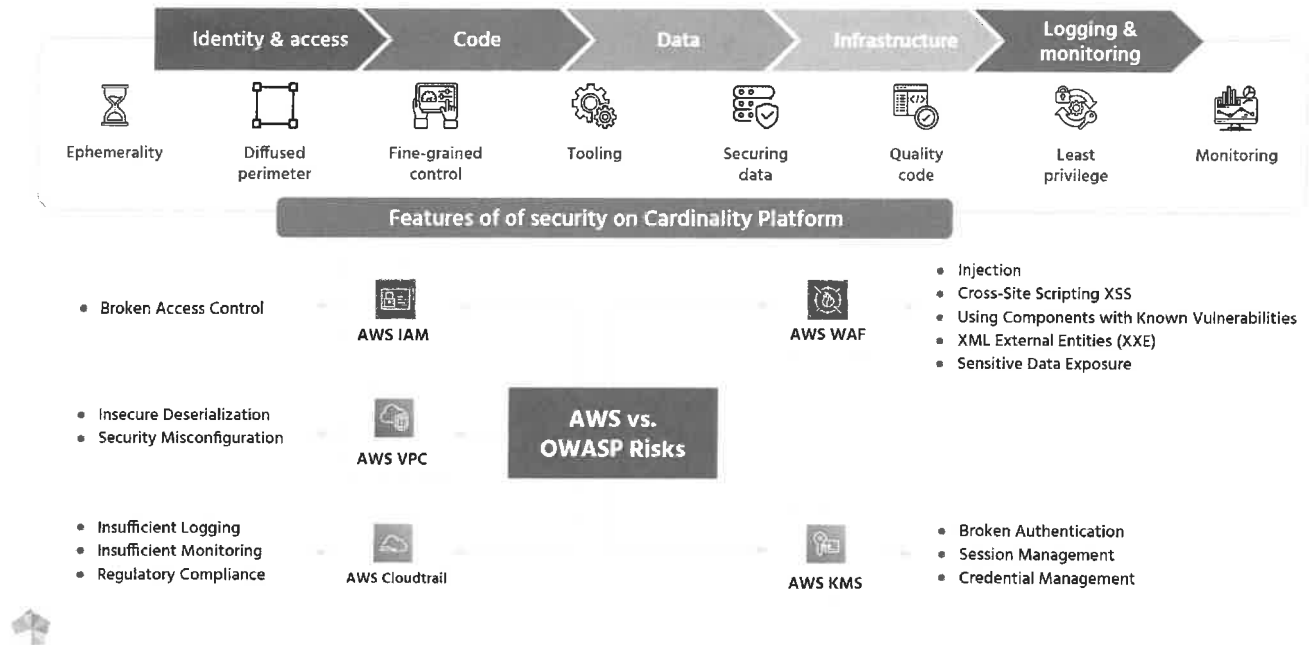 Identity & access
Code
Data
Infrastructure
Logging &
monitoring
Ephemerality
Diffused
perimeter
Fine-grained
control
Tooling
Securing
data
Quality
code
Least
privilege
Monitoring
Features of of security on Cardinality Platform
Broken Access Control
AWS IAM
AWS WAF
Injection
Cross-Site Scripting XSS
Using Components with Known Vulnerabilities
XML External Entities (XXE)
Sensitive Data Exposure
Insecure Deserialization
Security Misconfiguration
AWS VPC
AWS vs.
OWASP Risks
Insufficient Logging
Insufficient Monitoring
Regulatory Compliance
AWS Cloudtrail
AWS KMS
Broken Authentication
Session Management
Credential Management